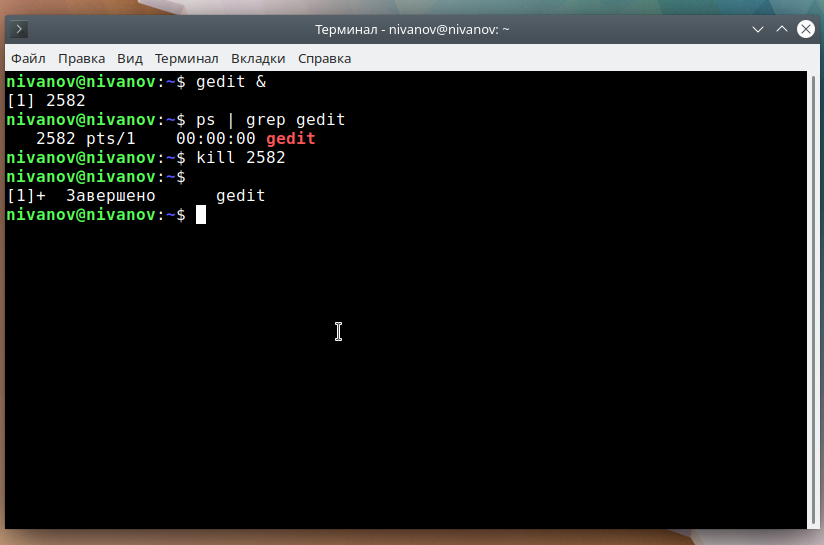 Терминал - nivanov@nivanov: ~
Файл Правка Вид Терминал Вкладки Справка
nivanov@nivanov:~$ gedit &
[1] 2582
nivanov@nivanov:~$ ps | grep gedit
   2582 pts/1    00:00:00 gedit
nivanov@nivanov:~$ kill 2582
nivanov@nivanov:~$
[1]+  Завершено      gedit
nivanov@nivanov:~$